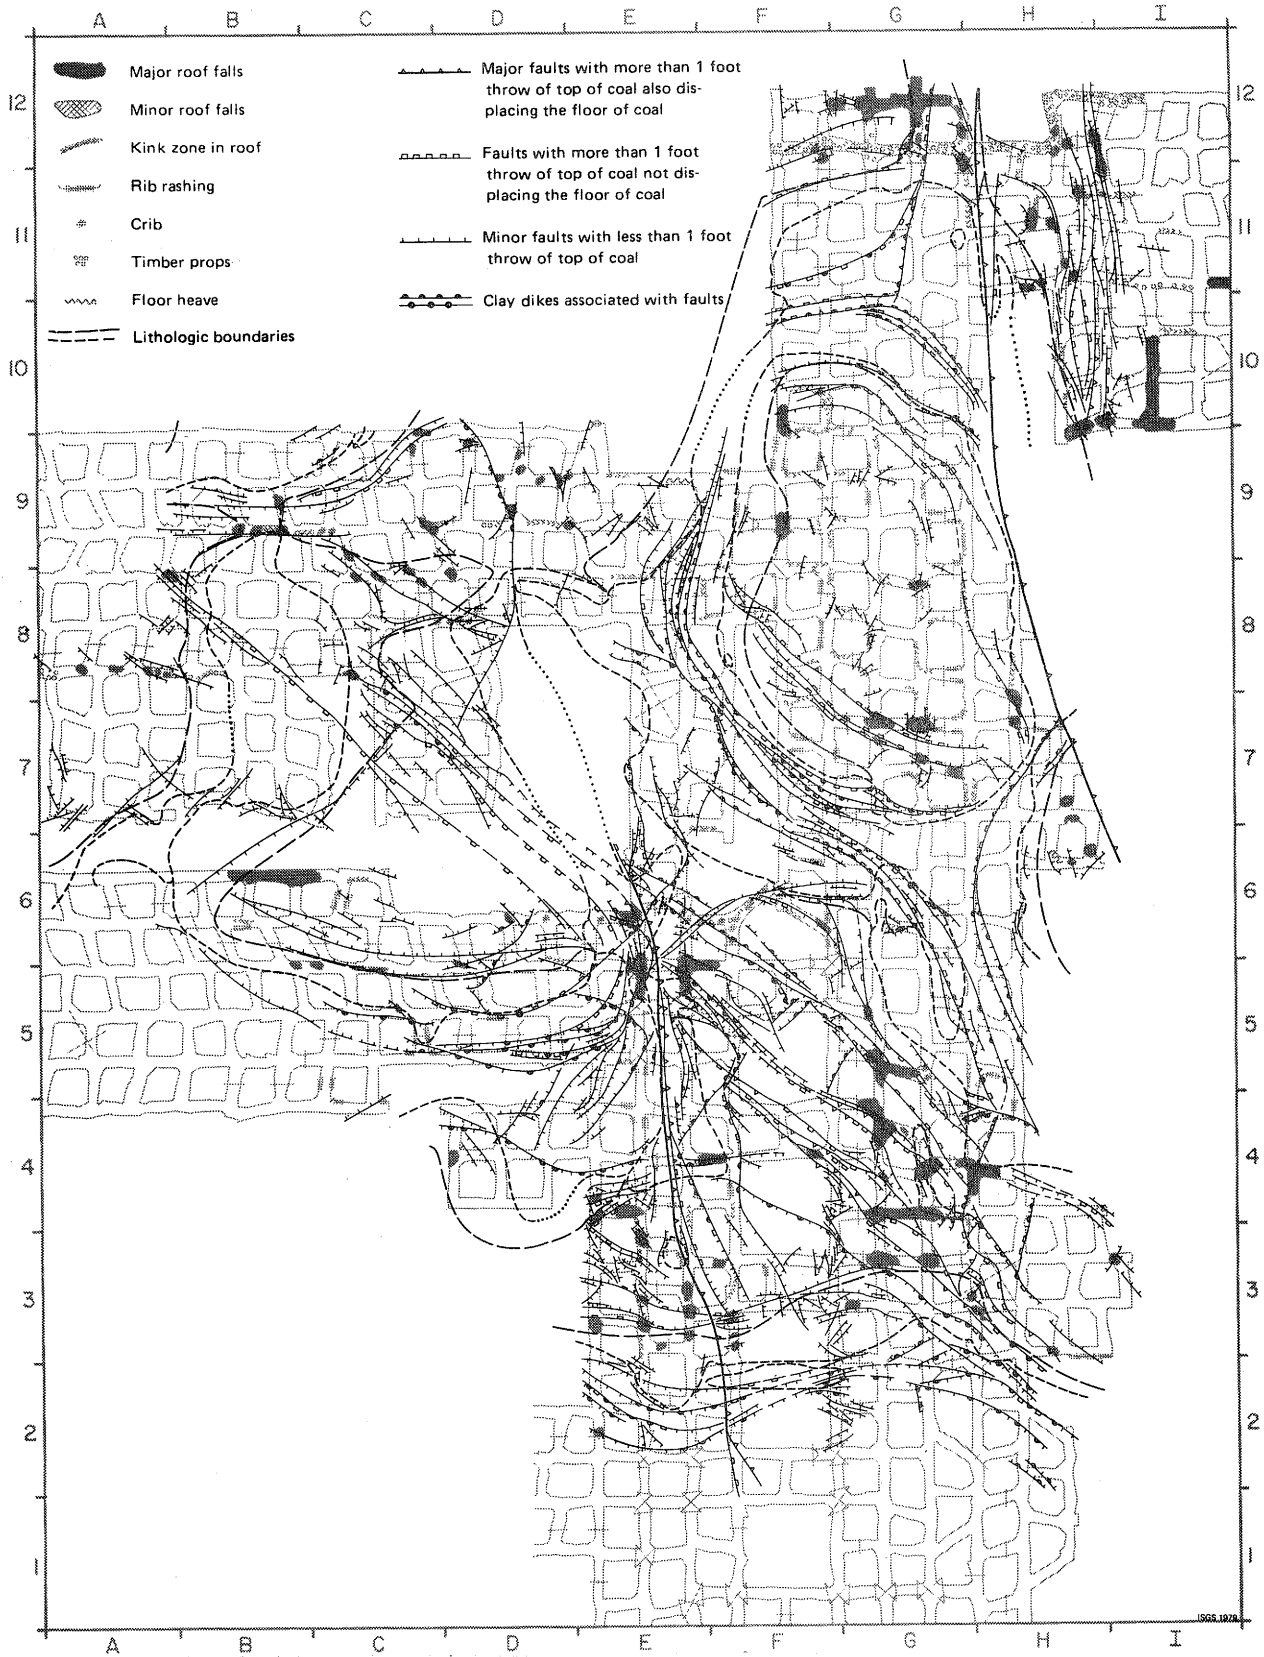 A B C D E F G H I
Major roof falls
Minor roof falls
Kink zone in roof
Rib rashing
Crib
Timber props
Floor heave
Lithologic boundaries
Major faults with more than 1 foot
throw of top of coal also dis-
placing the floor of coal
Faults with more than 1 foot
throw of top of coal not dis-
placing the floor of coal
Minor faults with less than 1 foot
throw of top of coal
Clay dikes associated with faults
12 12
11 11
10 10
9 9
8 8
7 7
6 6
5 5
4 4
3 3
2 2
1 1
ISGS 1979
A B C D E F G H I